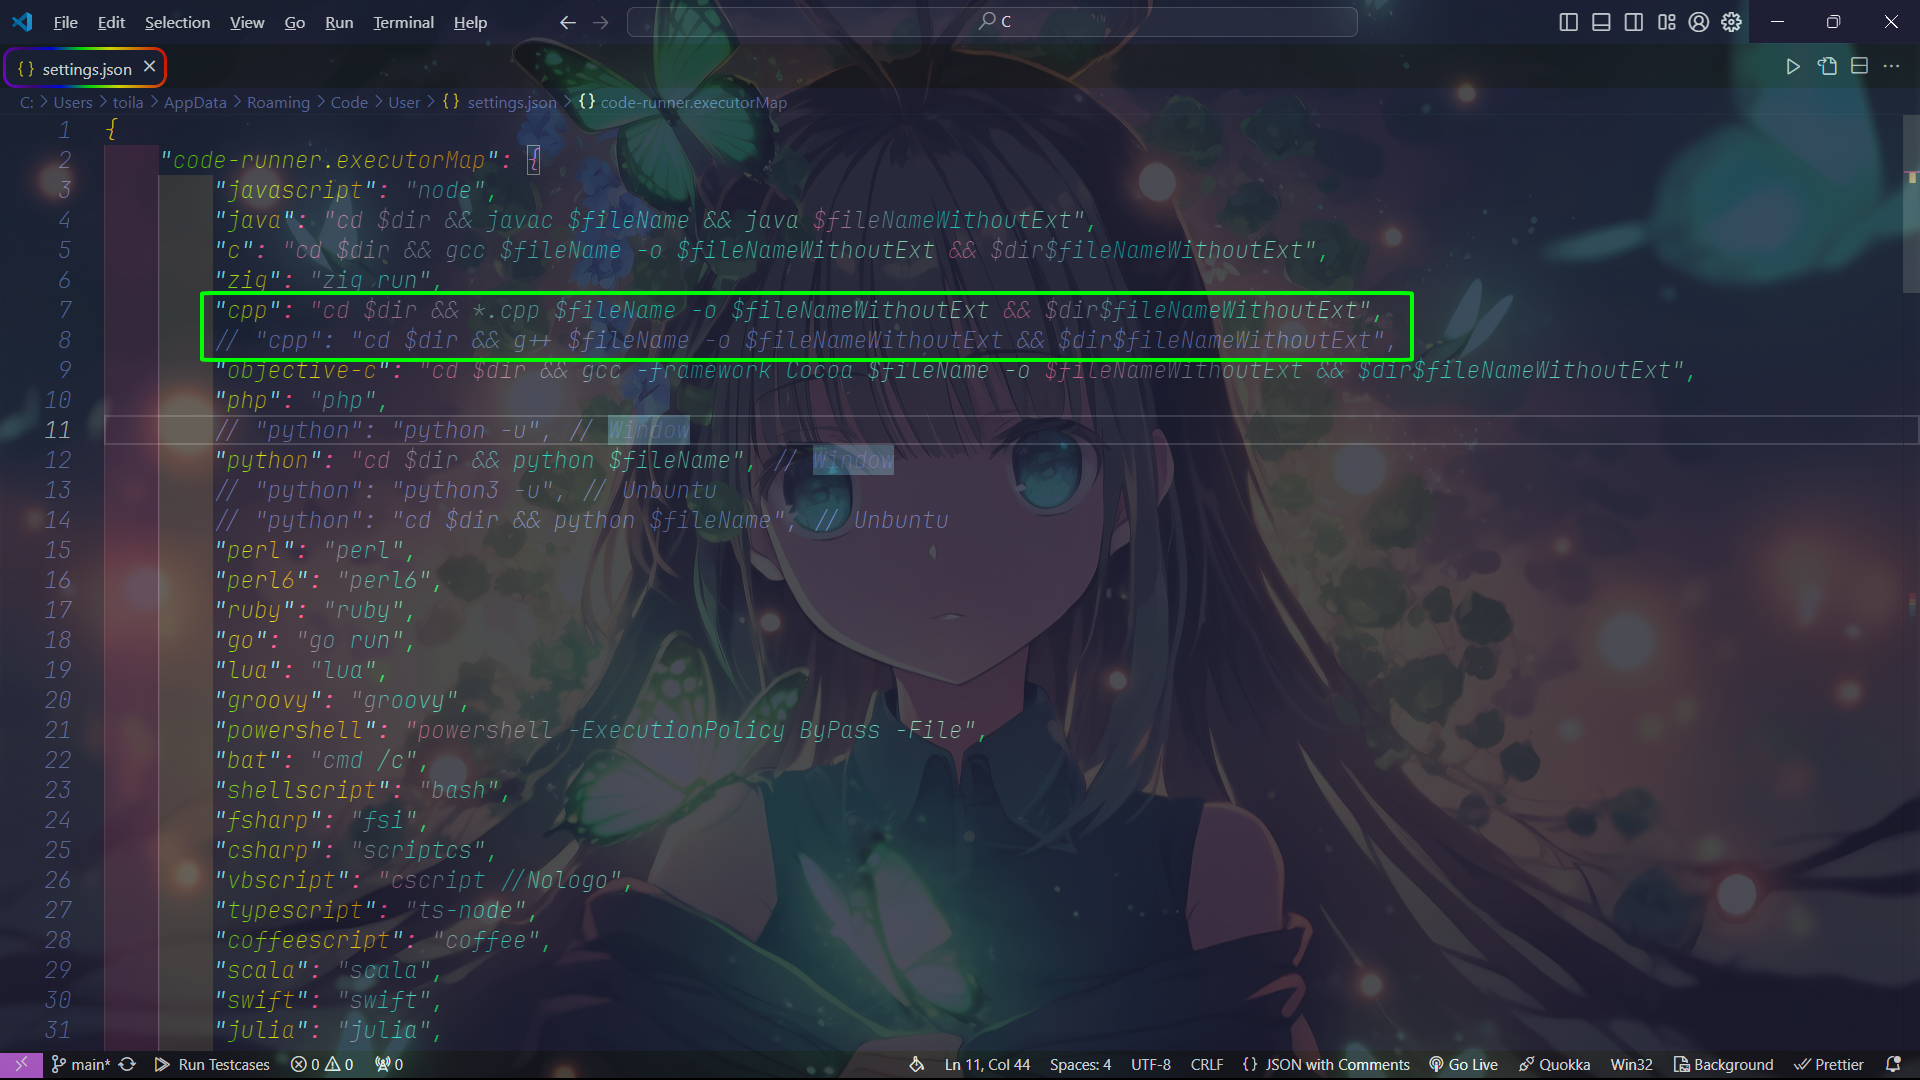 File Edit Selection View Go Run Terminal Help
C
settings.json
C: > Users > toila > AppData > Roaming > Code > User > {} settings.json > {} code-runner.executorMap
1 {
2 "code-runner.executorMap": {
3 "javascript": "node",
4 "java": "cd $dir && javac $fileName && java $fileNameWithoutExt",
5 "c": "cd $dir && gcc $fileName -o $fileNameWithoutExt && $dir$fileNameWithoutExt",
6 "zig": "zig run",
7 "cpp": "cd $dir && *.cpp $fileName -o $fileNameWithoutExt && $dir$fileNameWithoutExt",
8 // "cpp": "cd $dir && g++ $fileName -o $fileNameWithoutExt && $dir$fileNameWithoutExt",
9 "objective-c": "cd $dir && gcc -framework Cocoa $fileName -o $fileNameWithoutExt && $dir$fileNameWithoutExt",
10 "php": "php",
11 // "python": "python -u", // Window
12 "python": "cd $dir && python $fileName", // Window
13 // "python": "python3 -u", // Unbuntu
14 // "python": "cd $dir && python $fileName", // Unbuntu
15 "perl": "perl",
16 "perl6": "perl6",
17 "ruby": "ruby",
18 "go": "go run",
19 "lua": "lua",
20 "groovy": "groovy",
21 "powershell": "powershell -ExecutionPolicy ByPass -File",
22 "bat": "cmd /c",
23 "shellscript": "bash",
24 "fsharp": "fsi",
25 "csharp": "scriptcs",
26 "vbscript": "cscript //Nologo",
27 "typescript": "ts-node",
28 "coffeescript": "coffee",
29 "scala": "scala",
30 "swift": "swift",
31 "julia": "julia",
main* Run Testcases 0 0 0 Ln 11, Col 44 Spaces: 4 UTF-8 CRLF {} JSON with Comments Go Live Quokka Win32 Background Prettier